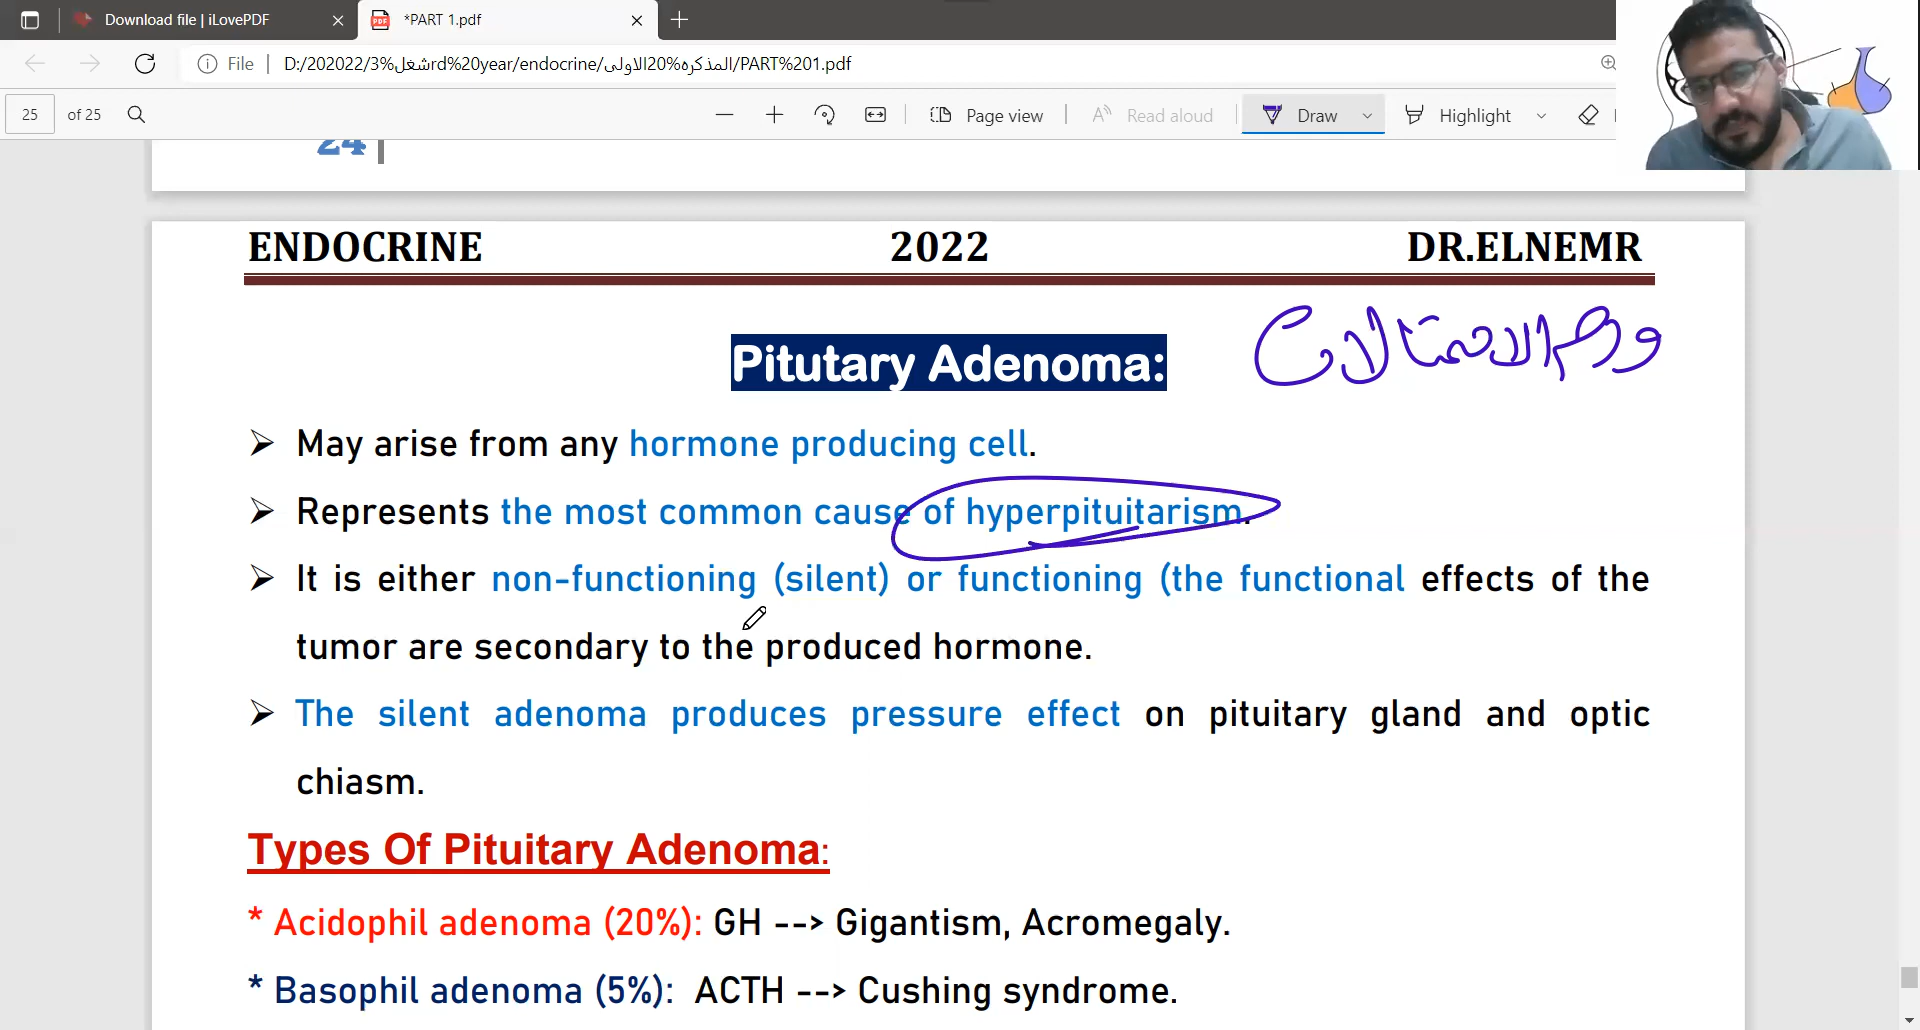 Download file | iLovePDF
*PART 1.pdf
File | D:/202022/3%شغلrd%20year/endocrine/المذكره%20الاولى/PART%201.pdf
25 of 25
Page view
Read aloud
Draw
Highlight
24 |
ENDOCRINE 2022 DR.ELNEMR
Pitutary Adenoma:
ورم الاحتمالات
➢ May arise from any hormone producing cell.
➢ Represents the most common cause of hyperpituitarism.
➢ It is either non-functioning (silent) or functioning (the functional effects of the
tumor are secondary to the produced hormone.
➢ The silent adenoma produces pressure effect on pituitary gland and optic
chiasm.
Types Of Pituitary Adenoma:
* Acidophil adenoma (20%): GH --> Gigantism, Acromegaly.
* Basophil adenoma (5%): ACTH --> Cushing syndrome.